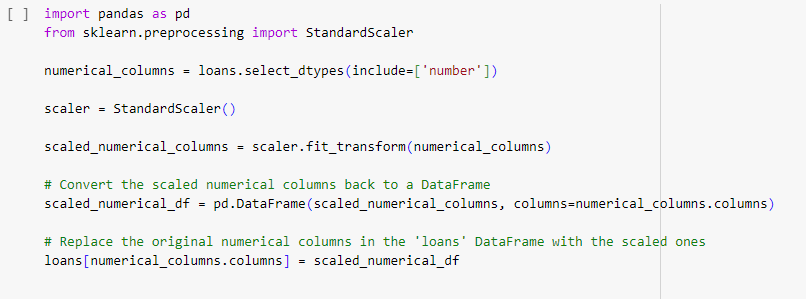 [ ] import pandas as pd
from sklearn.preprocessing import StandardScaler
numerical_columns = loans.select_dtypes(include=['number'])
scaler = StandardScaler()
scaled_numerical_columns = scaler.fit_transform(numerical_columns)
# Convert the scaled numerical columns back to a DataFrame
scaled_numerical_df = pd.DataFrame(scaled_numerical_columns, columns=numerical_columns.columns)
# Replace the original numerical columns in the 'loans' DataFrame with the scaled ones
loans[numerical_columns.columns] = scaled_numerical_df